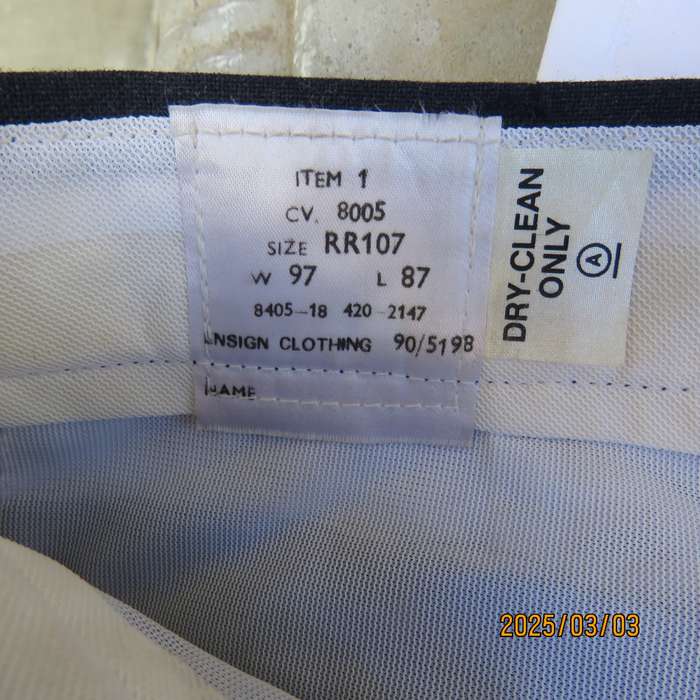 ITEM 1
CV. 8005
SIZE RR107
W 97 L 87
8405-18 420-2147
ENSIGN CLOTHING 90/5198
NAME
DRY-CLEAN
ONLY
A
2025/03/03